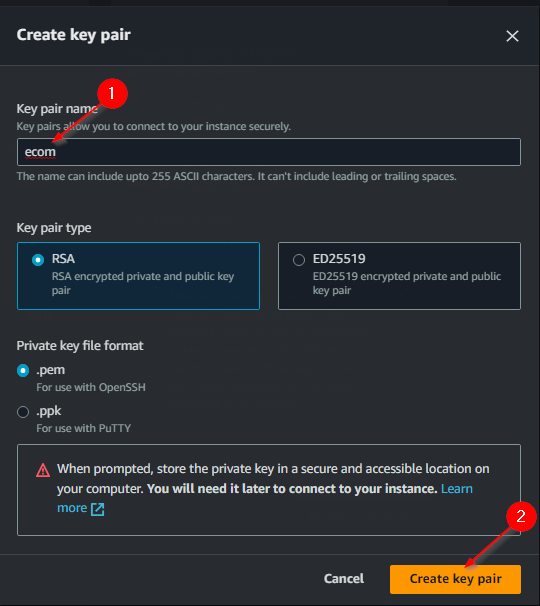 Create key pair
1
Key pair name
Key pairs allow you to connect to your instance securely.
ecom
The name can include upto 255 ASCII characters. It can't include leading or trailing spaces.
Key pair type
RSA
RSA encrypted private and public key
pair
ED25519
ED25519 encrypted private and public
key pair
Private key file format
.pem
For use with OpenSSH
.ppk
For use with PuTTY
When prompted, store the private key in a secure and accessible location on
your computer. You will need it later to connect to your instance. Learn
more
2
Cancel
Create key pair